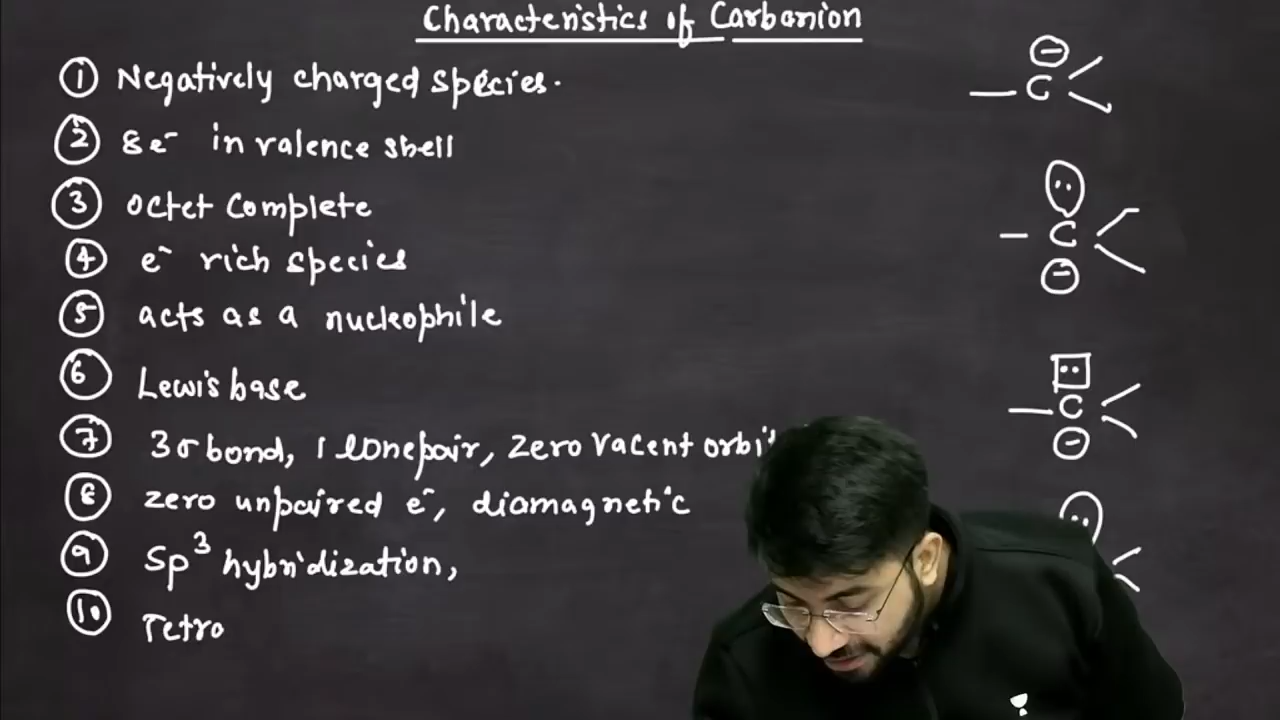 Characteristics of Carbanion
① Negatively charged species.
② 8e⁻ in valence shell
③ octet complete
④ e⁻ rich species
⑤ acts as a nucleophile
⑥ Lewis base
⑦ 3σ bond, 1 lonepair, zero vacent orbit
⑧ zero unpaired e⁻, diamagnetic
⑨ Sp³ hybridization,
⑩ Tetro
⊖
C
C
⊖
C
⊖